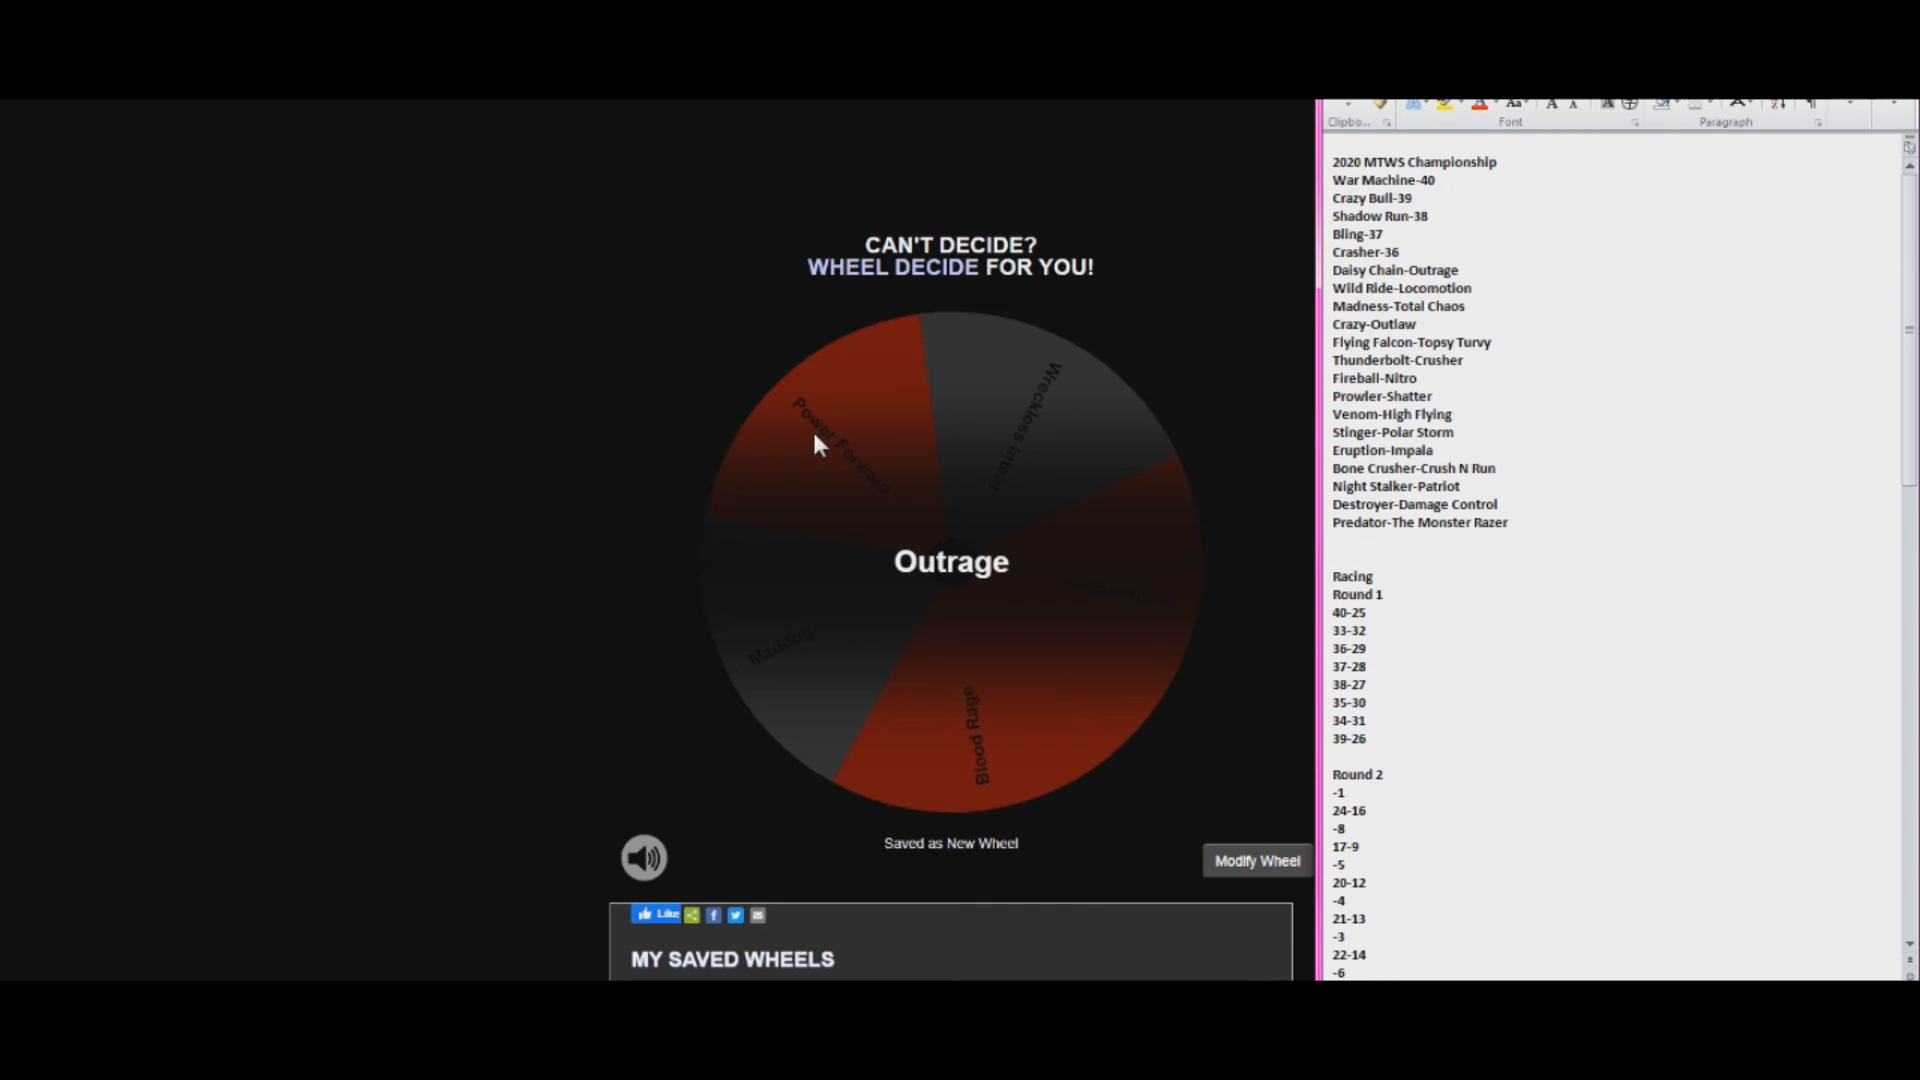 CAN'T DECIDE?
WHEEL DECIDE FOR YOU!
Wreckless Intent
Power Forward
Outrage
Maddog
Blood Rage
Saved as New Wheel
Modify Wheel
Like
MY SAVED WHEELS
Clipbo...
Font
Paragraph
2020 MTWS Championship
War Machine-40
Crazy Bull-39
Shadow Run-38
Bling-37
Crasher-36
Daisy Chain-Outrage
Wild Ride-Locomotion
Madness-Total Chaos
Crazy-Outlaw
Flying Falcon-Topsy Turvy
Thunderbolt-Crusher
Fireball-Nitro
Prowler-Shatter
Venom-High Flying
Stinger-Polar Storm
Eruption-Impala
Bone Crusher-Crush N Run
Night Stalker-Patriot
Destroyer-Damage Control
Predator-The Monster Razer
Racing
Round 1
40-25
33-32
36-29
37-28
38-27
35-30
34-31
39-26
Round 2
-1
24-16
-8
17-9
-5
20-12
-4
21-13
-3
22-14
-6